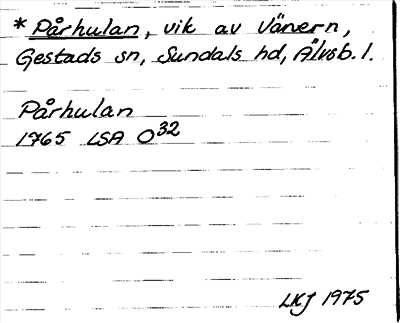 * Pårhulan, vik av Vänern,
Gestads sn, Sundals hd, Älvsb. l.
Pårhulan
1765 LSA O32
LKJ 1975